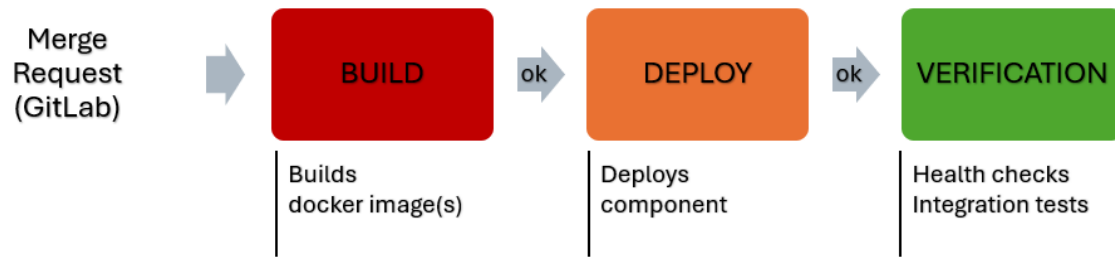 Merge
Request
(GitLab)
BUILD
ok
DEPLOY
ok
VERIFICATION
Builds
docker image(s)
Deploys
component
Health checks
Integration tests